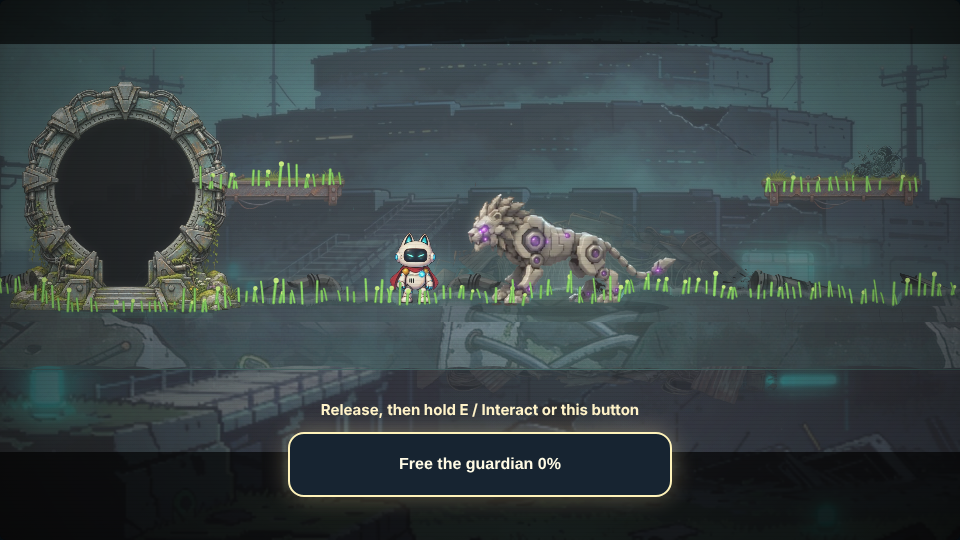 Release, then hold E / Interact or this button
Free the guardian 0%